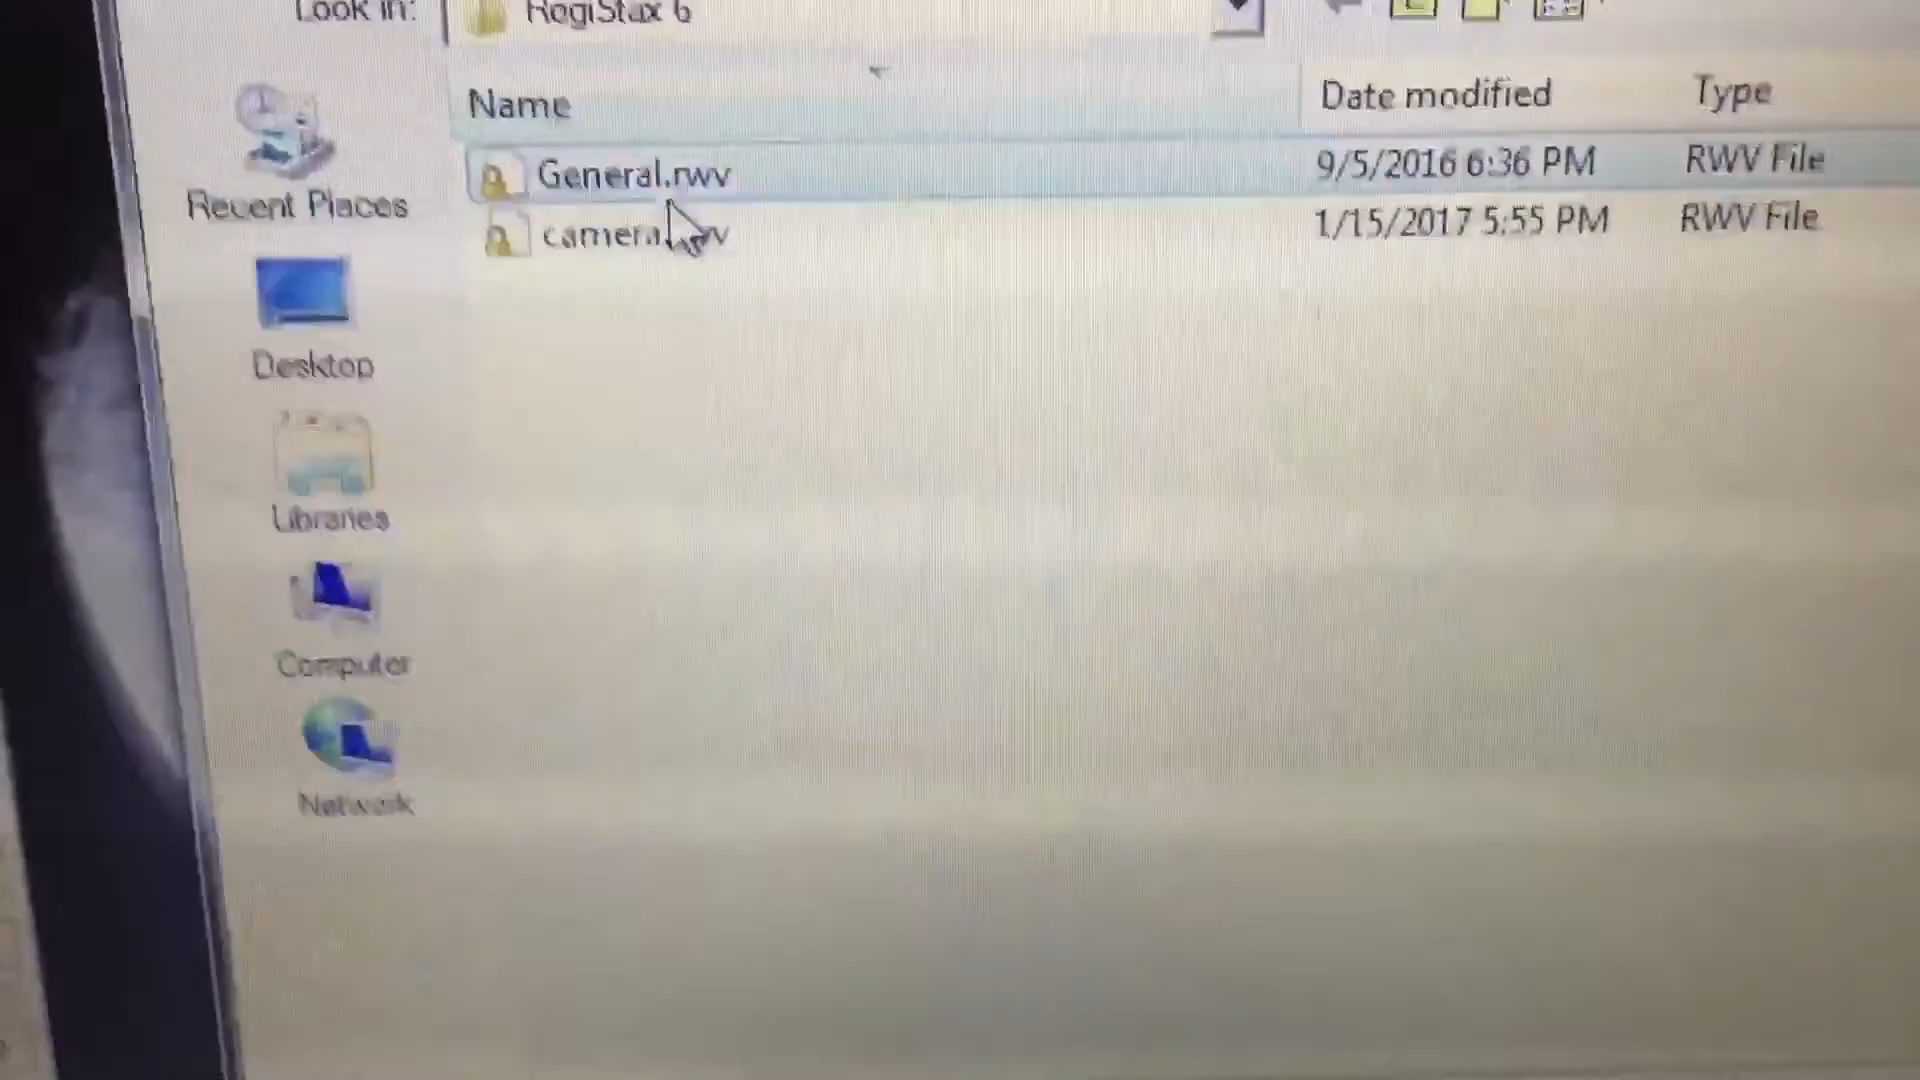 Look in: RegiStax 6
Name Date modified Type
General.rwv 9/5/2016 6:36 PM RWV File
1/15/2017 5:55 PM RWV File
Recent Places
Desktop
Libraries
Computer
Network